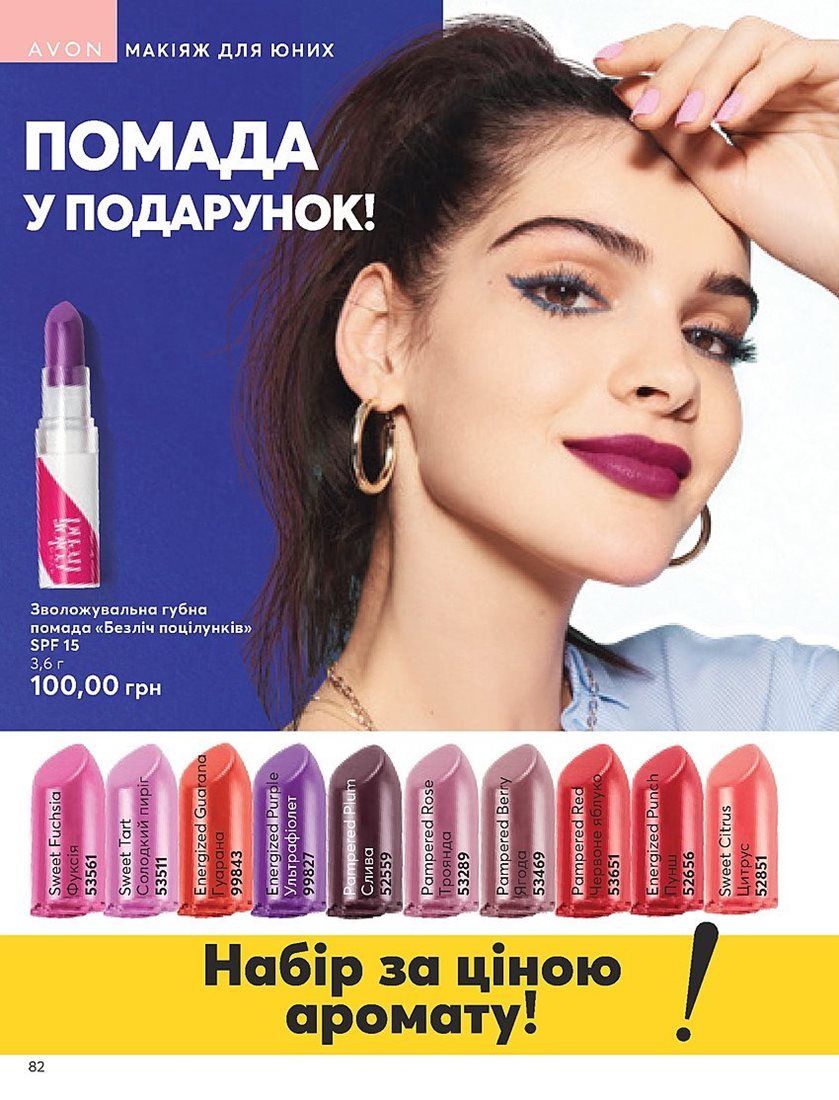 AVON МАКІЯЖ ДЛЯ ЮНИХ
ПОМАДА
У ПОДАРУНОК!
color
trend
Зволожувальна губна
помада «Безліч поцілунків»
SPF 15
3,6 г
100,00 грн
Sweet Fuchsia
Фуксія
53561
Sweet Tart
Солодкий пиріг
53511
Energized Guarana
Гуарана
99843
Energized Purple
Ультрафіолет
99827
Pampered Plum
Слива
52559
Pampered Rose
Троянда
53289
Pampered Berry
Ягода
53469
Pampered Red
Червоне яблуко
53651
Energized Punch
Пунш
52656
Sweet Citrus
Цитрус
52851
Набір за ціною
аромату!
!
82